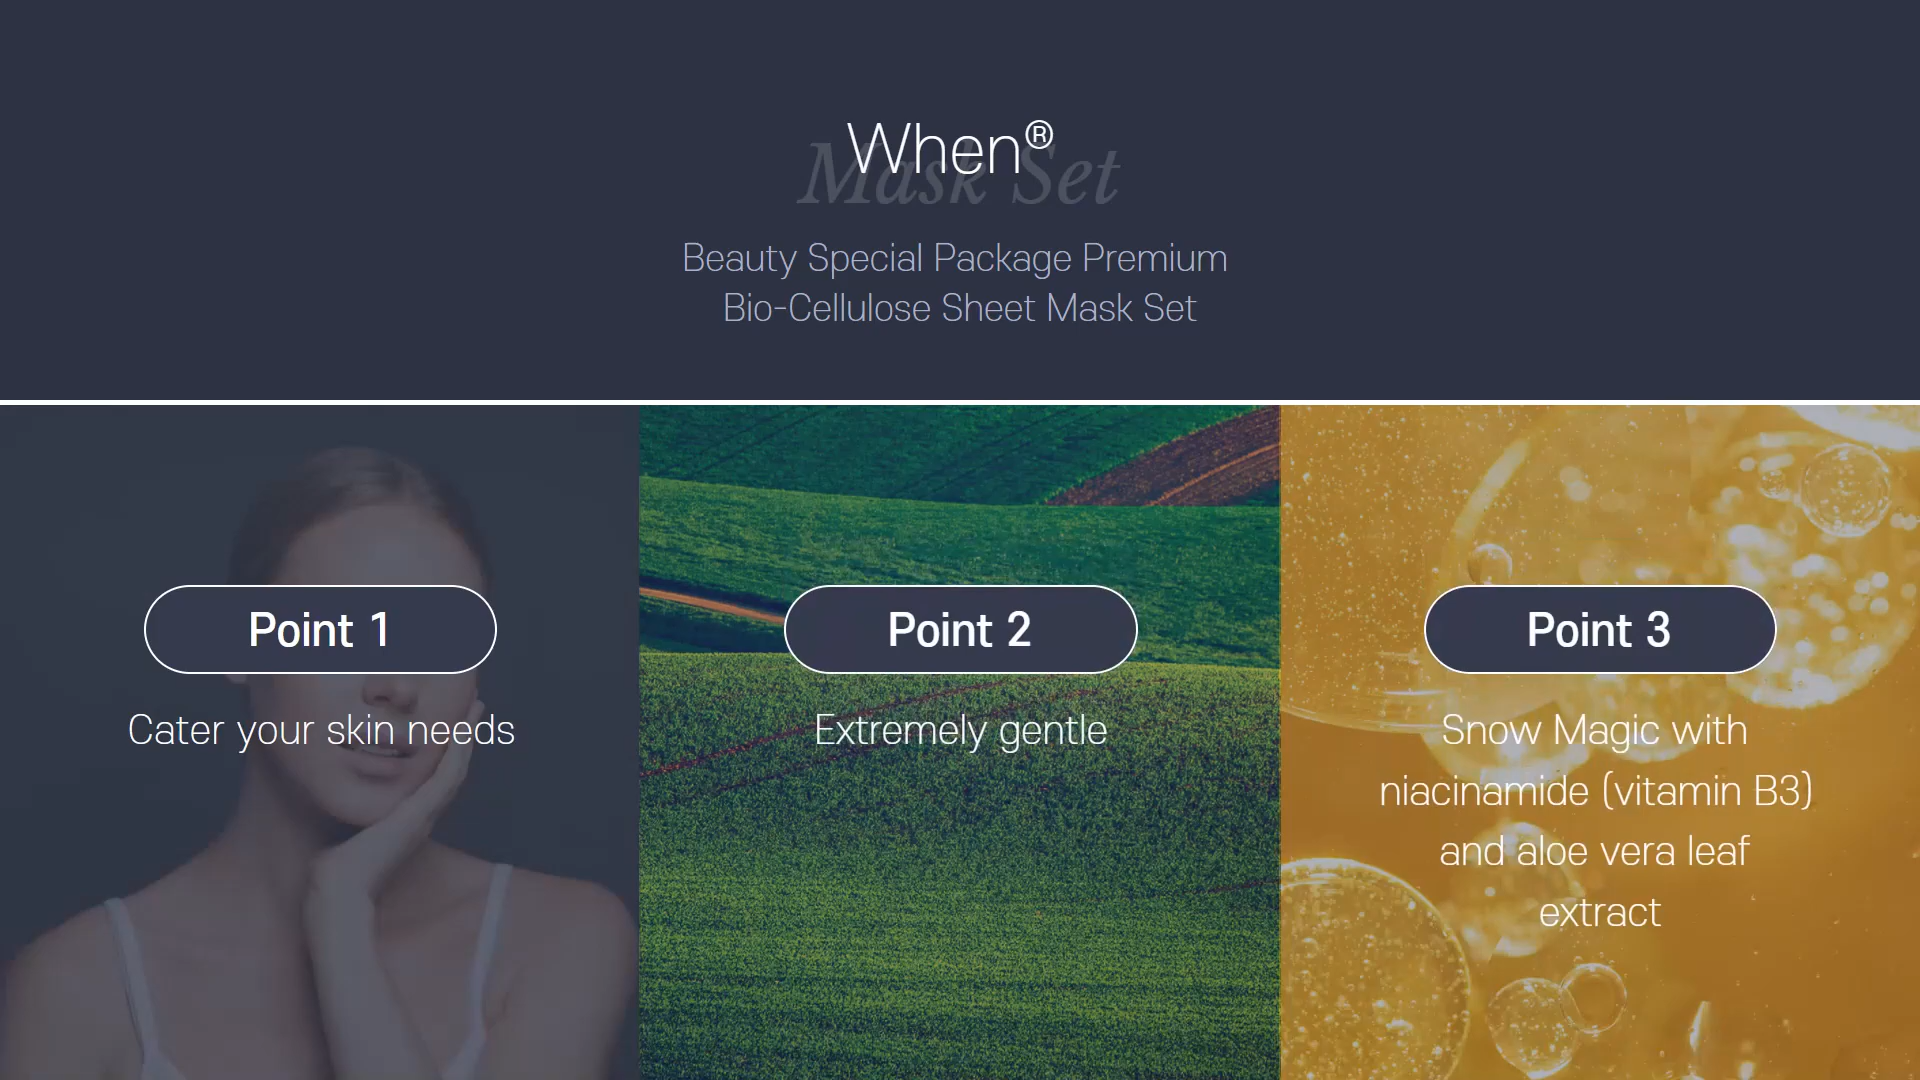 When®
Mask Set
Beauty Special Package Premium
Bio-Cellulose Sheet Mask Set
Point 1
Cater your skin needs
Point 2
Extremely gentle
Point 3
Snow Magic with
niacinamide (vitamin B3)
and aloe vera leaf
extract